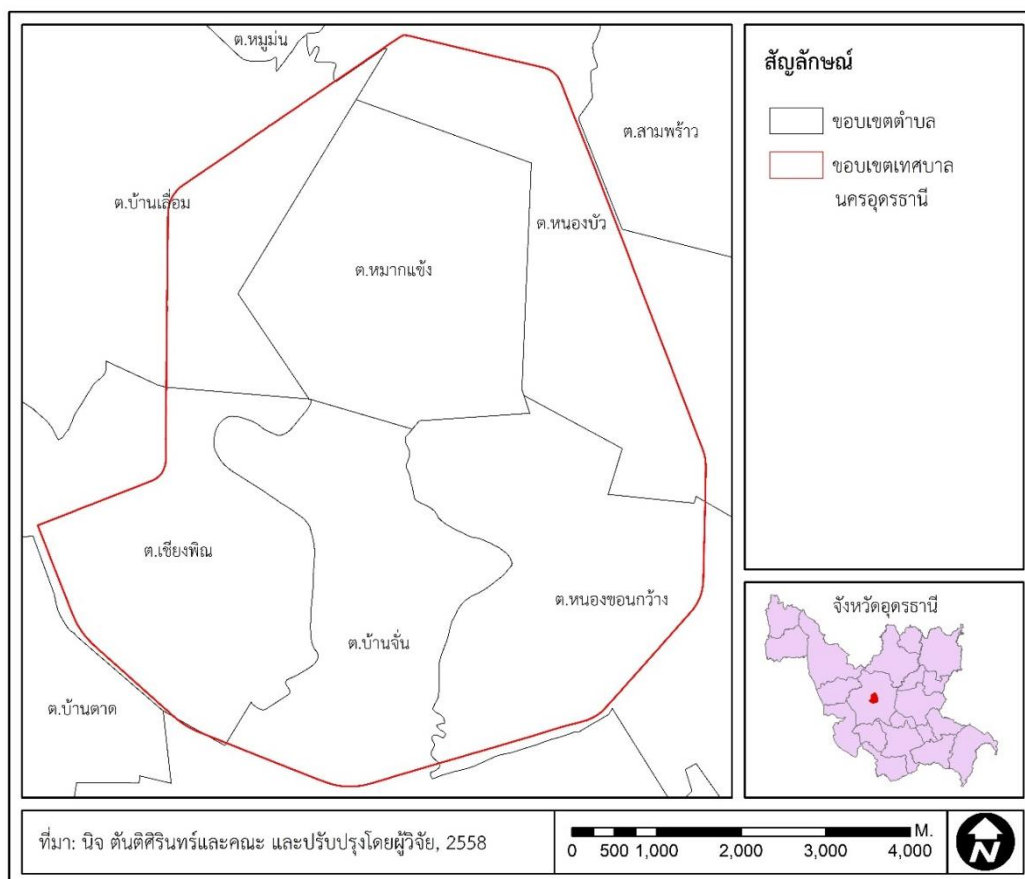 ต.หมูม่น
ต.สามพร้าว
ต.บ้านเลื่อม
ต.หนองบัว
ต.หมากแข้ง
ต.เชียงพิณ
ต.หนองขอนกว้าง
ต.บ้านจั่น
ต.บ้านตาด
สัญลักษณ์
ขอบเขตตำบล
ขอบเขตเทศบาล
นครอุดรธานี
จังหวัดอุดรธานี
ที่มา: นิจ ตันติศิรินทร์และคณะ และปรับปรุงโดยผู้วิจัย, 2558
M.
0 500 1,000 2,000 3,000 4,000
N